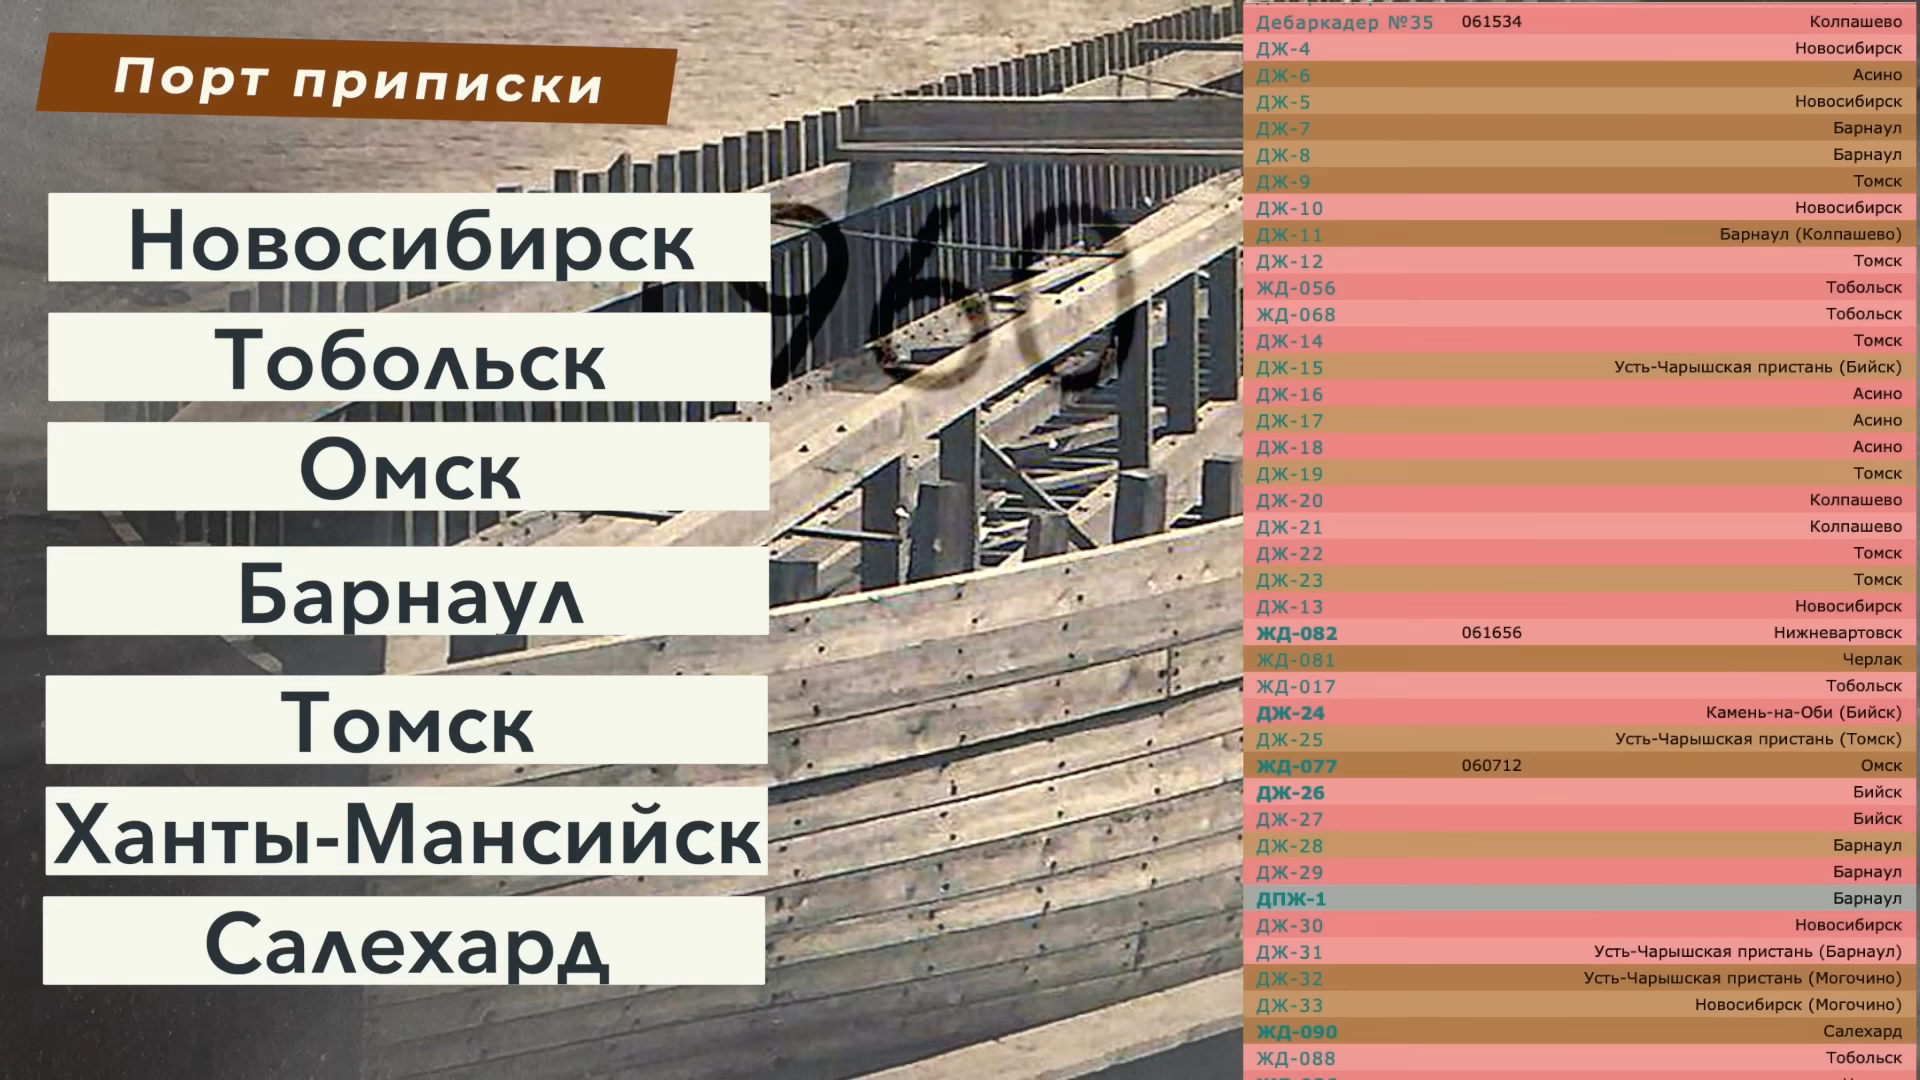 Порт приписки
Новосибирск
Тобольск
Омск
Барнаул
Томск
Ханты-Мансийск
Салехард
Дебаркадер №35 061534 Колпашево
ДЖ-4 Новосибирск
ДЖ-6 Асино
ДЖ-5 Новосибирск
ДЖ-7 Барнаул
ДЖ-8 Барнаул
ДЖ-9 Томск
ДЖ-10 Новосибирск
ДЖ-11 Барнаул (Колпашево)
ДЖ-12 Томск
ЖД-056 Тобольск
ЖД-068 Тобольск
ДЖ-14 Томск
ДЖ-15 Усть-Чарышская пристань (Бийск)
ДЖ-16 Асино
ДЖ-17 Асино
ДЖ-18 Асино
ДЖ-19 Томск
ДЖ-20 Колпашево
ДЖ-21 Колпашево
ДЖ-22 Томск
ДЖ-23 Томск
ДЖ-13 Новосибирск
ЖД-082 061656 Нижневартовск
ЖД-081 Черлак
ЖД-017 Тобольск
ДЖ-24 Камень-на-Оби (Бийск)
ДЖ-25 Усть-Чарышская пристань (Томск)
ЖД-077 060712 Омск
ДЖ-26 Бийск
ДЖ-27 Бийск
ДЖ-28 Барнаул
ДЖ-29 Барнаул
ДПЖ-1 Барнаул
ДЖ-30 Новосибирск
ДЖ-31 Усть-Чарышская пристань (Барнаул)
ДЖ-32 Усть-Чарышская пристань (Могочино)
ДЖ-33 Новосибирск (Могочино)
ЖД-090 Салехард
ЖД-088 Тобольск